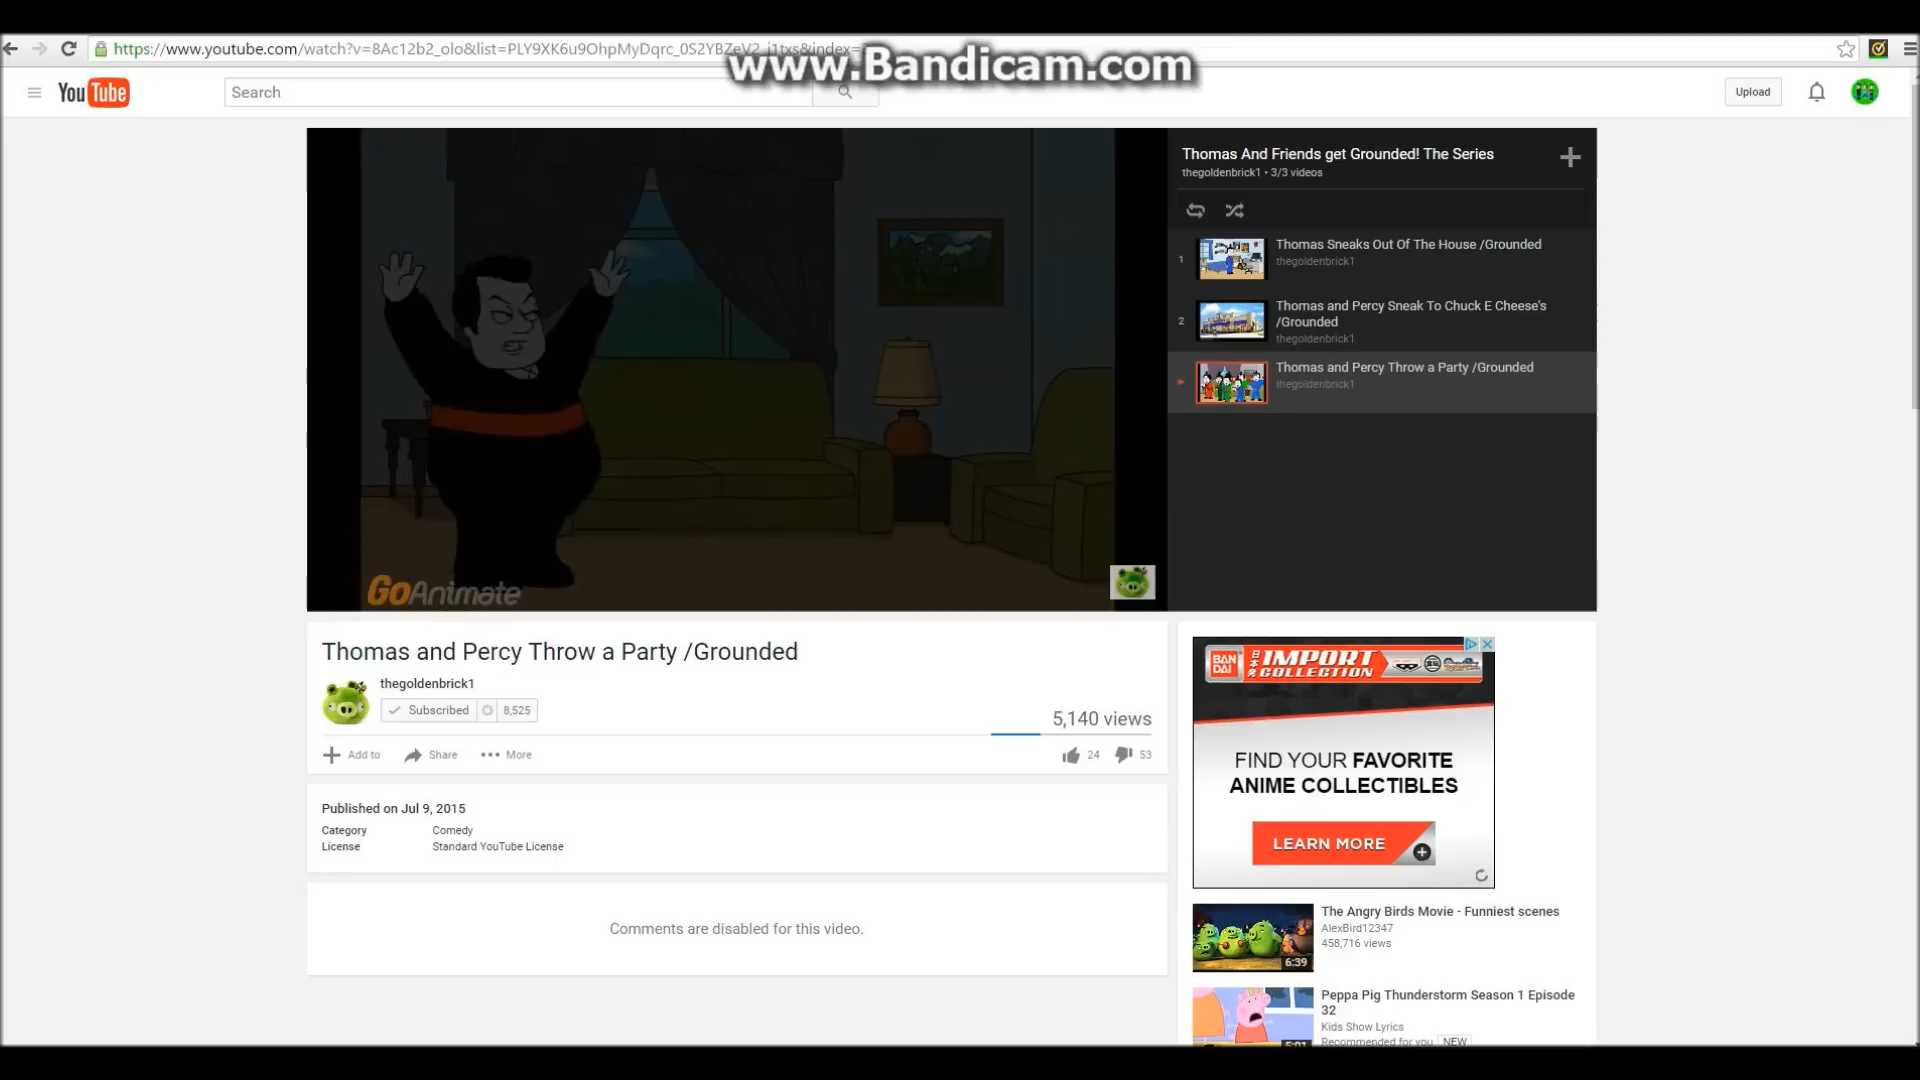 https://www.youtube.com/watch?v=8Ac12b2_olo&list=PLY9XK6u9OhpMyDqrc_0S2YBZeV2_j1txs&index=
www.Bandicam.com
YouTube
Search
Upload
Thomas And Friends get Grounded! The Series
thegoldenbrick1 • 3/3 videos
1
Thomas Sneaks Out Of The House /Grounded
thegoldenbrick1
2
Thomas and Percy Sneak To Chuck E Cheese's
/Grounded
thegoldenbrick1
Thomas and Percy Throw a Party /Grounded
thegoldenbrick1
GoAnimate
Thomas and Percy Throw a Party /Grounded
thegoldenbrick1
Subscribed 8,525
5,140 views
Add to Share More
24 53
Published on Jul 9, 2015
Category Comedy
License Standard YouTube License
Comments are disabled for this video.
BAN DAI IMPORT COLLECTION
FIND YOUR FAVORITE
ANIME COLLECTIBLES
LEARN MORE
The Angry Birds Movie - Funniest scenes
AlexBird12347
458,716 views
6:39
Peppa Pig Thunderstorm Season 1 Episode
32
Kids Show Lyrics
Recommended for you NEW